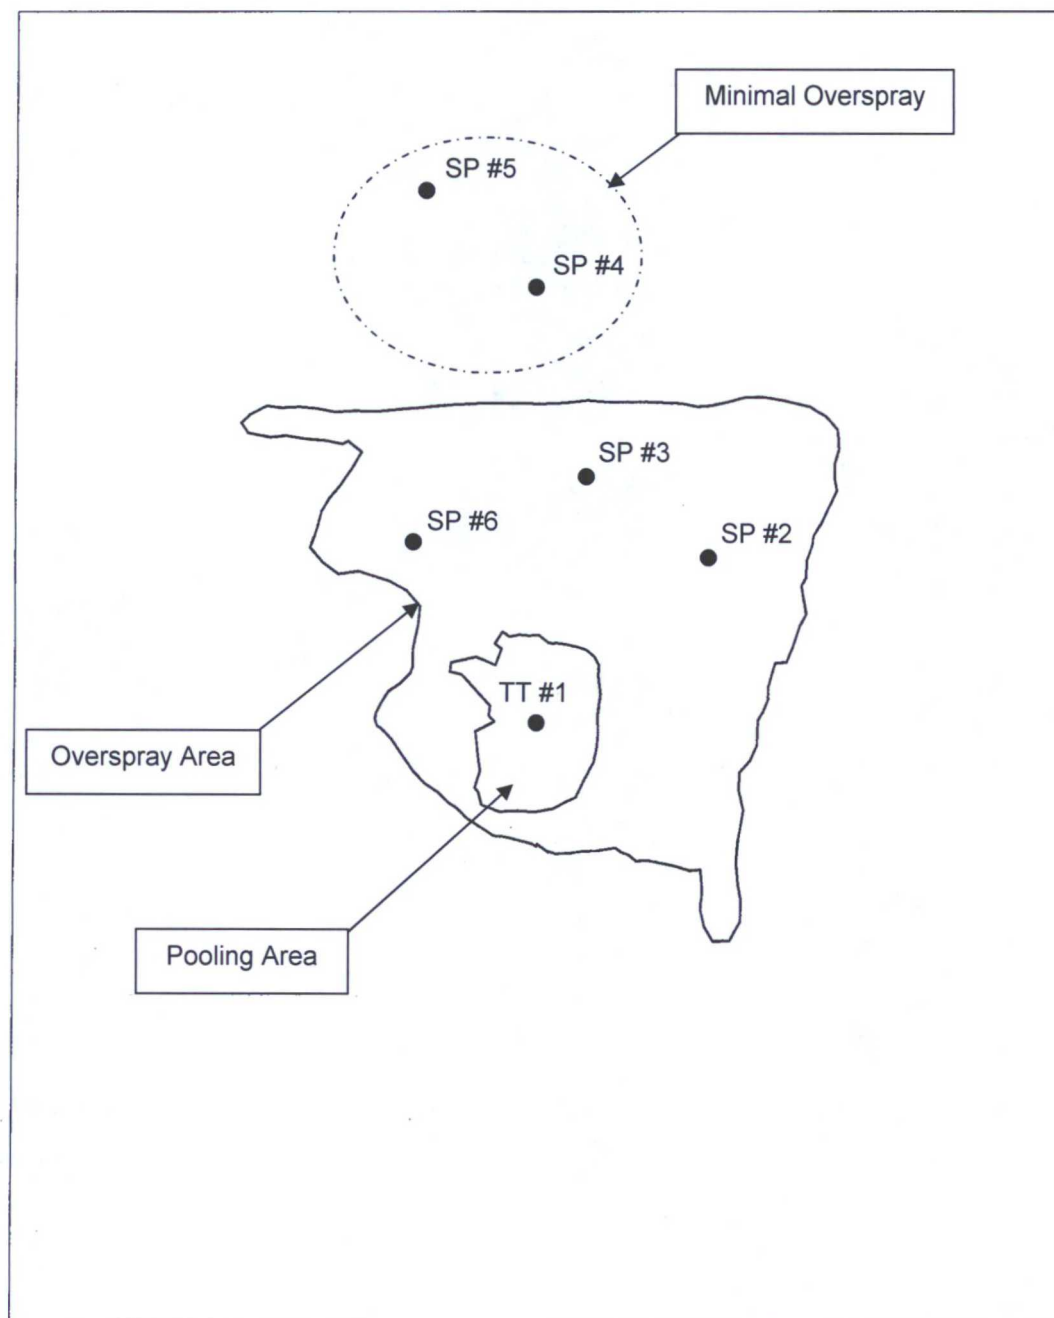 Minimal Overspray
SP #5
SP #4
SP #3
SP #6
SP #2
TT #1
Overspray Area
Pooling Area